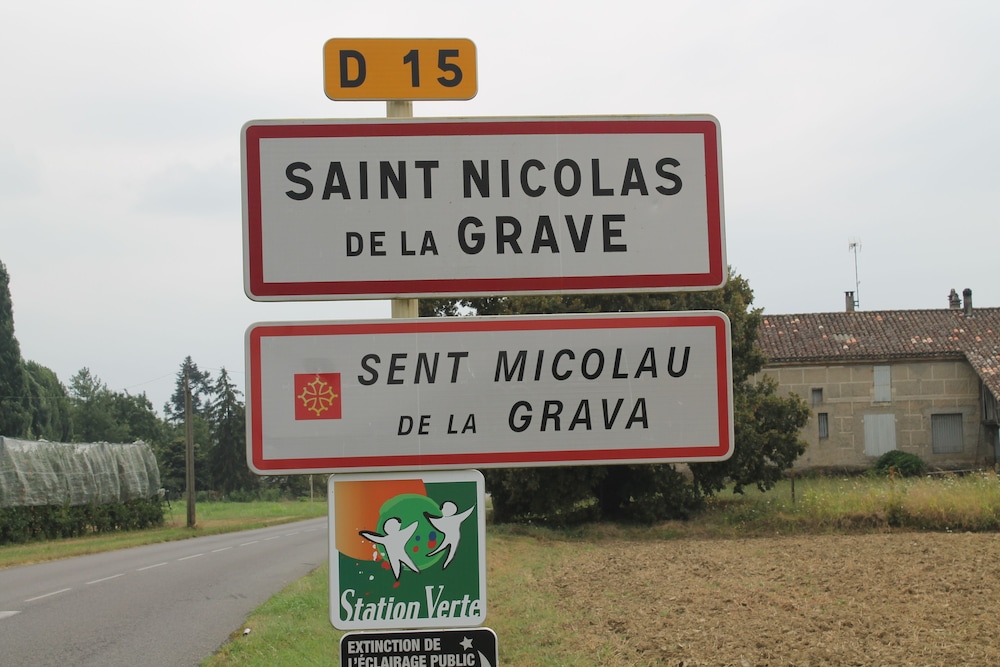 D 15
SAINT NICOLAS
DE LA GRAVE
SENT MICOLAU
DE LA GRAVA
Station Verte
EXTINCTION DE
L'ÉCLAIRAGE PUBLIC